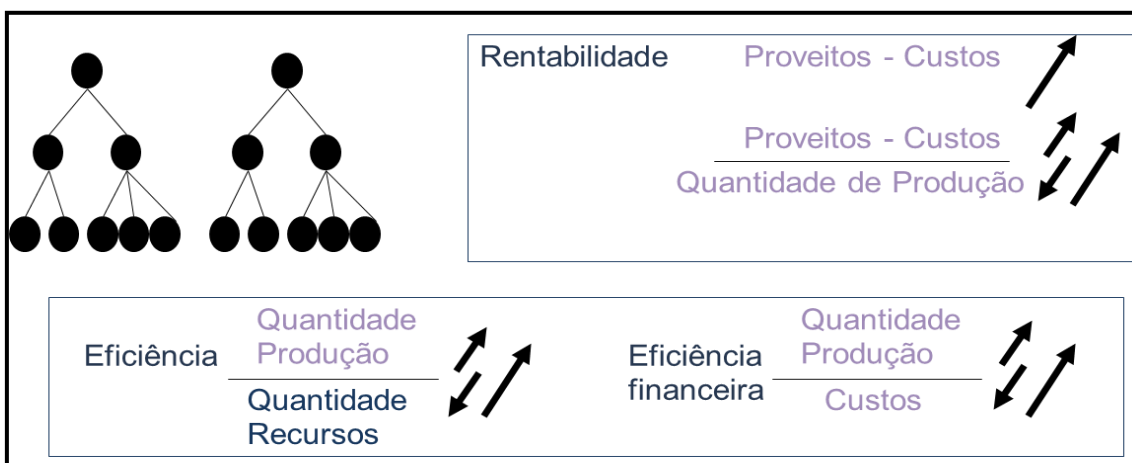 Rentabilidade Proveitos - Custos
Proveitos - Custos
Quantidade de Produção
Eficiência
Quantidade
Produção
Quantidade
Recursos
Eficiência
financeira
Quantidade
Produção
Custos